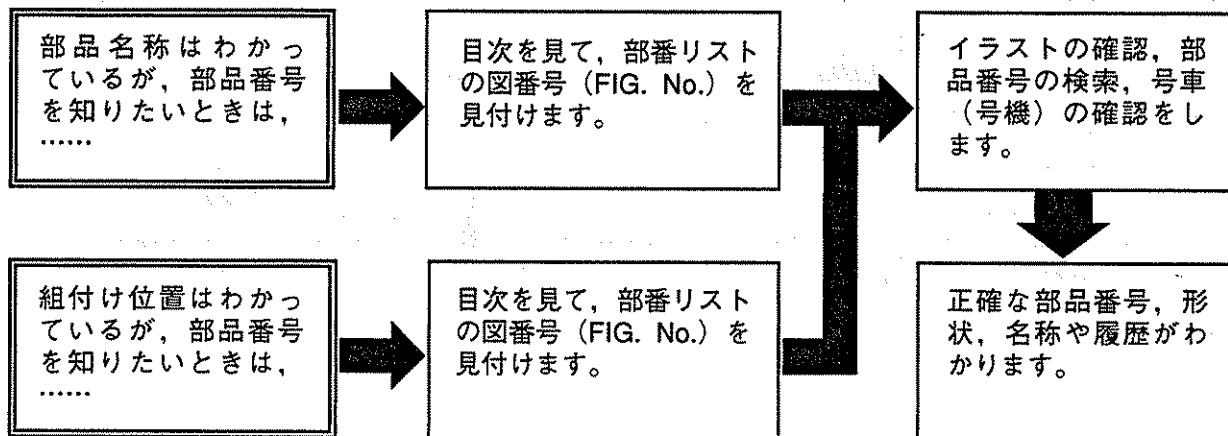 部品名称はわかっ
ているが，部品番号
を知りたいときは，
……
目次を見て，部番リスト
の図番号（FIG. No.）を
見付けます。
イラストの確認，部
品番号の検索，号車
（号機）の確認をし
ます。
組付け位置はわかっ
ているが，部品番号
を知りたいときは，
……
目次を見て，部番リスト
の図番号（FIG. No.）を
見付けます。
正確な部品番号，形
状，名称や履歴がわ
かります。